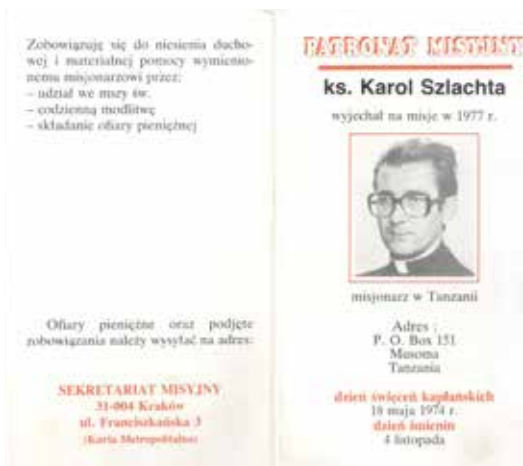 Zobowiązuję się do niesienia ducho-
wej i materialnej pomocy wymienio-
nemu misjonarzowi przez:
– udział we mszy św.
– codzienną modlitwę
– składanie ofiary pieniężnej
Ofiary pieniężne oraz podjęte
zobowiązania należy wysyłać na adres:
SEKRETARIAT MISYJNY
31-004 Kraków
ul. Franciszkańska 3
(Kuria Metropolitalna)
PATRONAT MISYJNY
ks. Karol Szlachta
wyjechał na misje w 1977 r.
misjonarz w Tanzanii
Adres :
P. O. Box 151
Musoma
Tanzania
dzień święceń kapłańskich
18 maja 1974 r.
dzień imienin
4 listopada